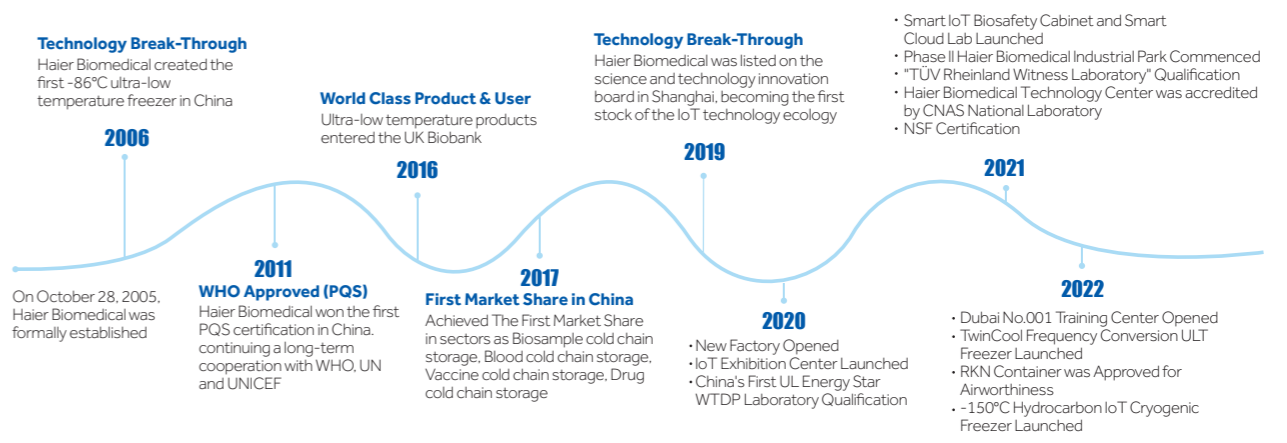 On October 28, 2005,
Haier Biomedical was
formally established
Technology Break-Through
Haier Biomedical created the
first -86°C ultra-low
temperature freezer in China
2006
2011
WHO Approved (PQS)
Haier Biomedical won the first
PQS certification in China.
continuing a long-term
cooperation with WHO, UN
and UNICEF
World Class Product & User
Ultra-low temperature products
entered the UK Biobank
2016
2017
First Market Share in China
Achieved The First Market Share
in sectors as Biosample cold chain
storage, Blood cold chain storage,
Vaccine cold chain storage, Drug
cold chain storage
Technology Break-Through
Haier Biomedical was listed on the
science and technology innovation
board in Shanghai, becoming the first
stock of the IoT technology ecology
2019
2020
•New Factory Opened
•IoT Exhibition Center Launched
•China's First UL Energy Star
WTDP Laboratory Qualification
• Smart IoT Biosafety Cabinet and Smart
Cloud Lab Launched
• Phase II Haier Biomedical Industrial Park Commenced
• "TÜV Rheinland Witness Laboratory" Qualification
• Haier Biomedical Technology Center was accredited
by CNAS National Laboratory
• NSF Certification
2021
2022
• Dubai No.001 Training Center Opened
• TwinCool Frequency Conversion ULT
Freezer Launched
• RKN Container was Approved for
Airworthiness
• -150°C Hydrocarbon IoT Cryogenic
Freezer Launched